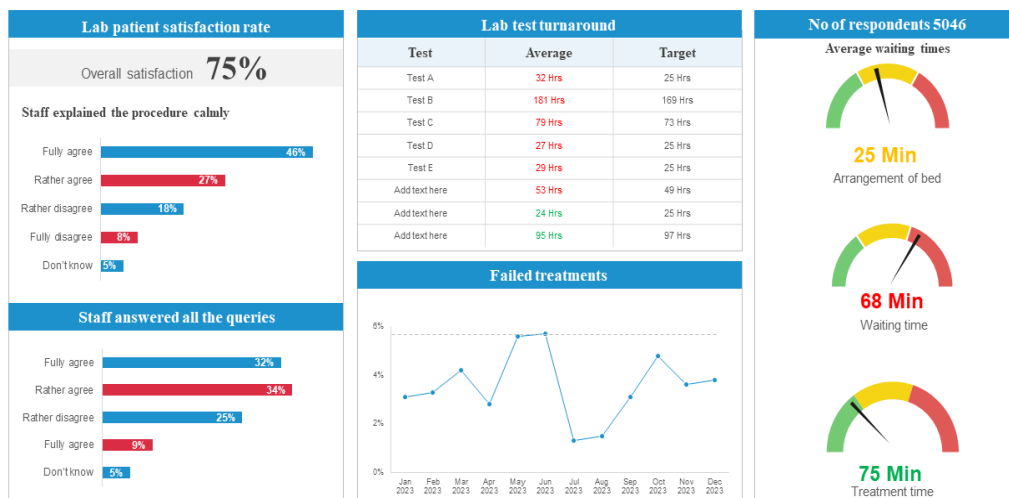 Lab patient satisfaction rate
Overall satisfaction 75%
Staff explained the procedure calmly
Fully agree 46%
Rather agree 27%
Rather disagree 18%
Fully disagree 8%
Don't know 5%
Staff answered all the queries
Fully agree 32%
Rather agree 34%
Rather disagree 25%
Fully agree 9%
Don't know 5%
Lab test turnaround
Test Average Target
Test A 32 Hrs 25 Hrs
Test B 181 Hrs 169 Hrs
Test C 79 Hrs 73 Hrs
Test D 27 Hrs 25 Hrs
Test E 29 Hrs 25 Hrs
Add text here 53 Hrs 49 Hrs
Add text here 24 Hrs 25 Hrs
Add text here 95 Hrs 97 Hrs
Failed treatments
6%
4%
2%
0%
Jan Feb Mar Apr May Jun Jul Aug Sep Oct Nov Dec
2023 2023 2023 2023 2023 2023 2023 2023 2023 2023 2023 2023
No of respondents 5046
Average waiting times
25 Min
Arrangement of bed
68 Min
Waiting time
75 Min
Treatment time